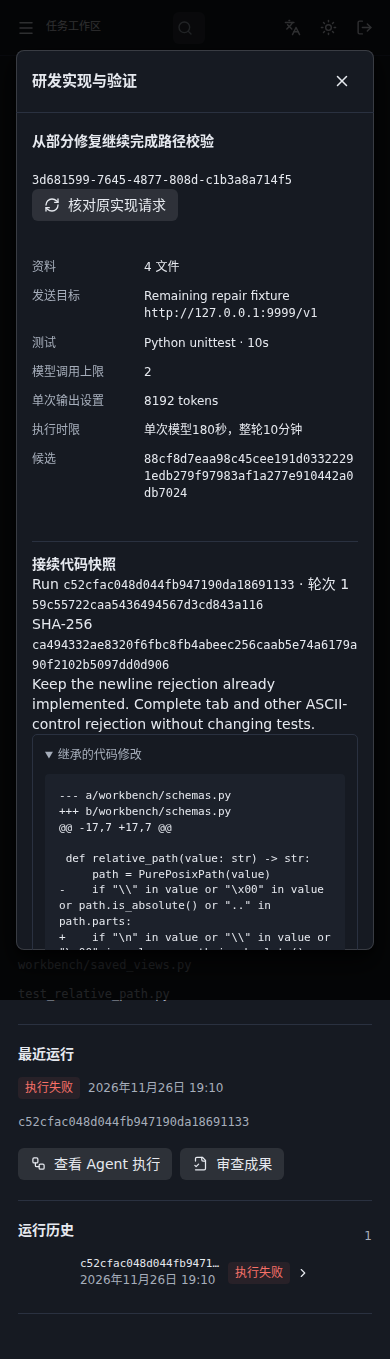 任务工作区
研发实现与验证
从部分修复继续完成路径校验
3d681599-7645-4877-808d-c1b3a8a714f5
核对原实现请求
资料 4 文件
发送目标 Remaining repair fixture
http://127.0.0.1:9999/v1
测试 Python unittest · 10s
模型调用上限 2
单次输出设置 8192 tokens
执行时限 单次模型180秒，整轮10分钟
候选 88cf8d7eaa98c45cee191d0332229
1edb279f97983af1a277e910442a0
db7024
接续代码快照
Run c52cfac048d044fb947190da18691133 · 轮次 1
59c55722caa5436494567d3cd843a116
SHA-256
ca494332ae8320f6fbc8fb4abeec256caab5e74a6179a
90f2102b5097dd0d906
Keep the newline rejection already
implemented. Complete tab and other ASCII-
control rejection without changing tests.
▼ 继承的代码修改
--- a/workbench/schemas.py
+++ b/workbench/schemas.py
@@ -17,7 +17,7 @@
def relative_path(value: str) -> str:
path = PurePosixPath(value)
- if "\\" in value or "\x00" in value
or path.is_absolute() or ".." in
path.parts:
+ if "\n" in value or "\\" in value or
workbench/saved_views.py
test_relative_path.py
最近运行
执行失败 2026年11月26日 19:10
c52cfac048d044fb947190da18691133
查看 Agent 执行 审查成果
运行历史 1
c52cfac048d044fb9471…
2026年11月26日 19:10 执行失败